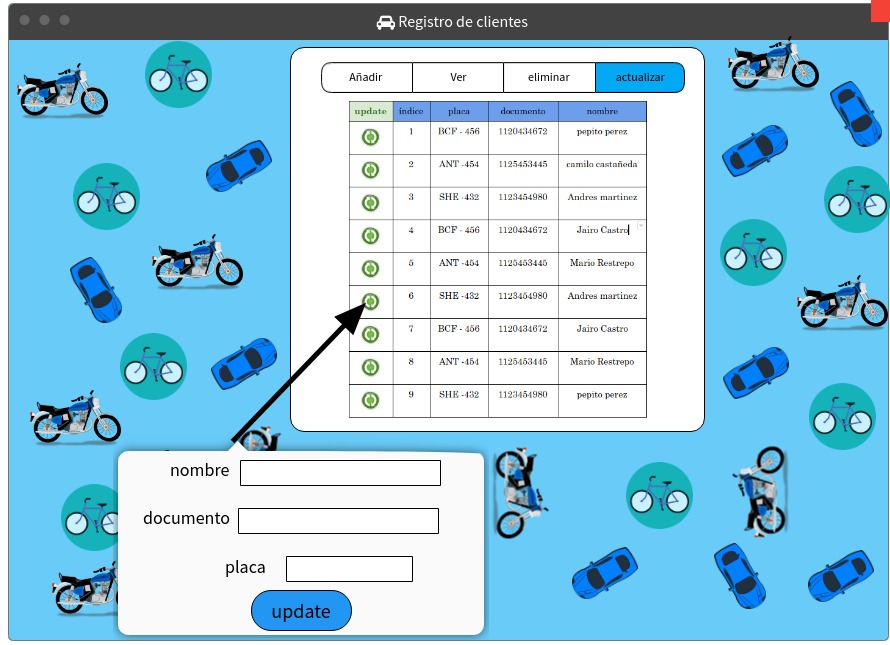 Registro de clientes
Añadir Ver eliminar actualizar
update índice placa documento nombre
1 BCF - 456 1120434672 pepito perez
2 ANT -454 1125453445 camilo castañeda
3 SHE -432 1123454980 Andres martinez
4 BCF - 456 1120434672 Jairo Castro
5 ANT -454 1125453445 Mario Restrepo
6 SHE -432 1123454980 Andres martinez
7 BCF - 456 1120434672 Jairo Castro
8 ANT -454 1125453445 Mario Restrepo
9 SHE -432 1123454980 pepito perez
nombre
documento
placa
update